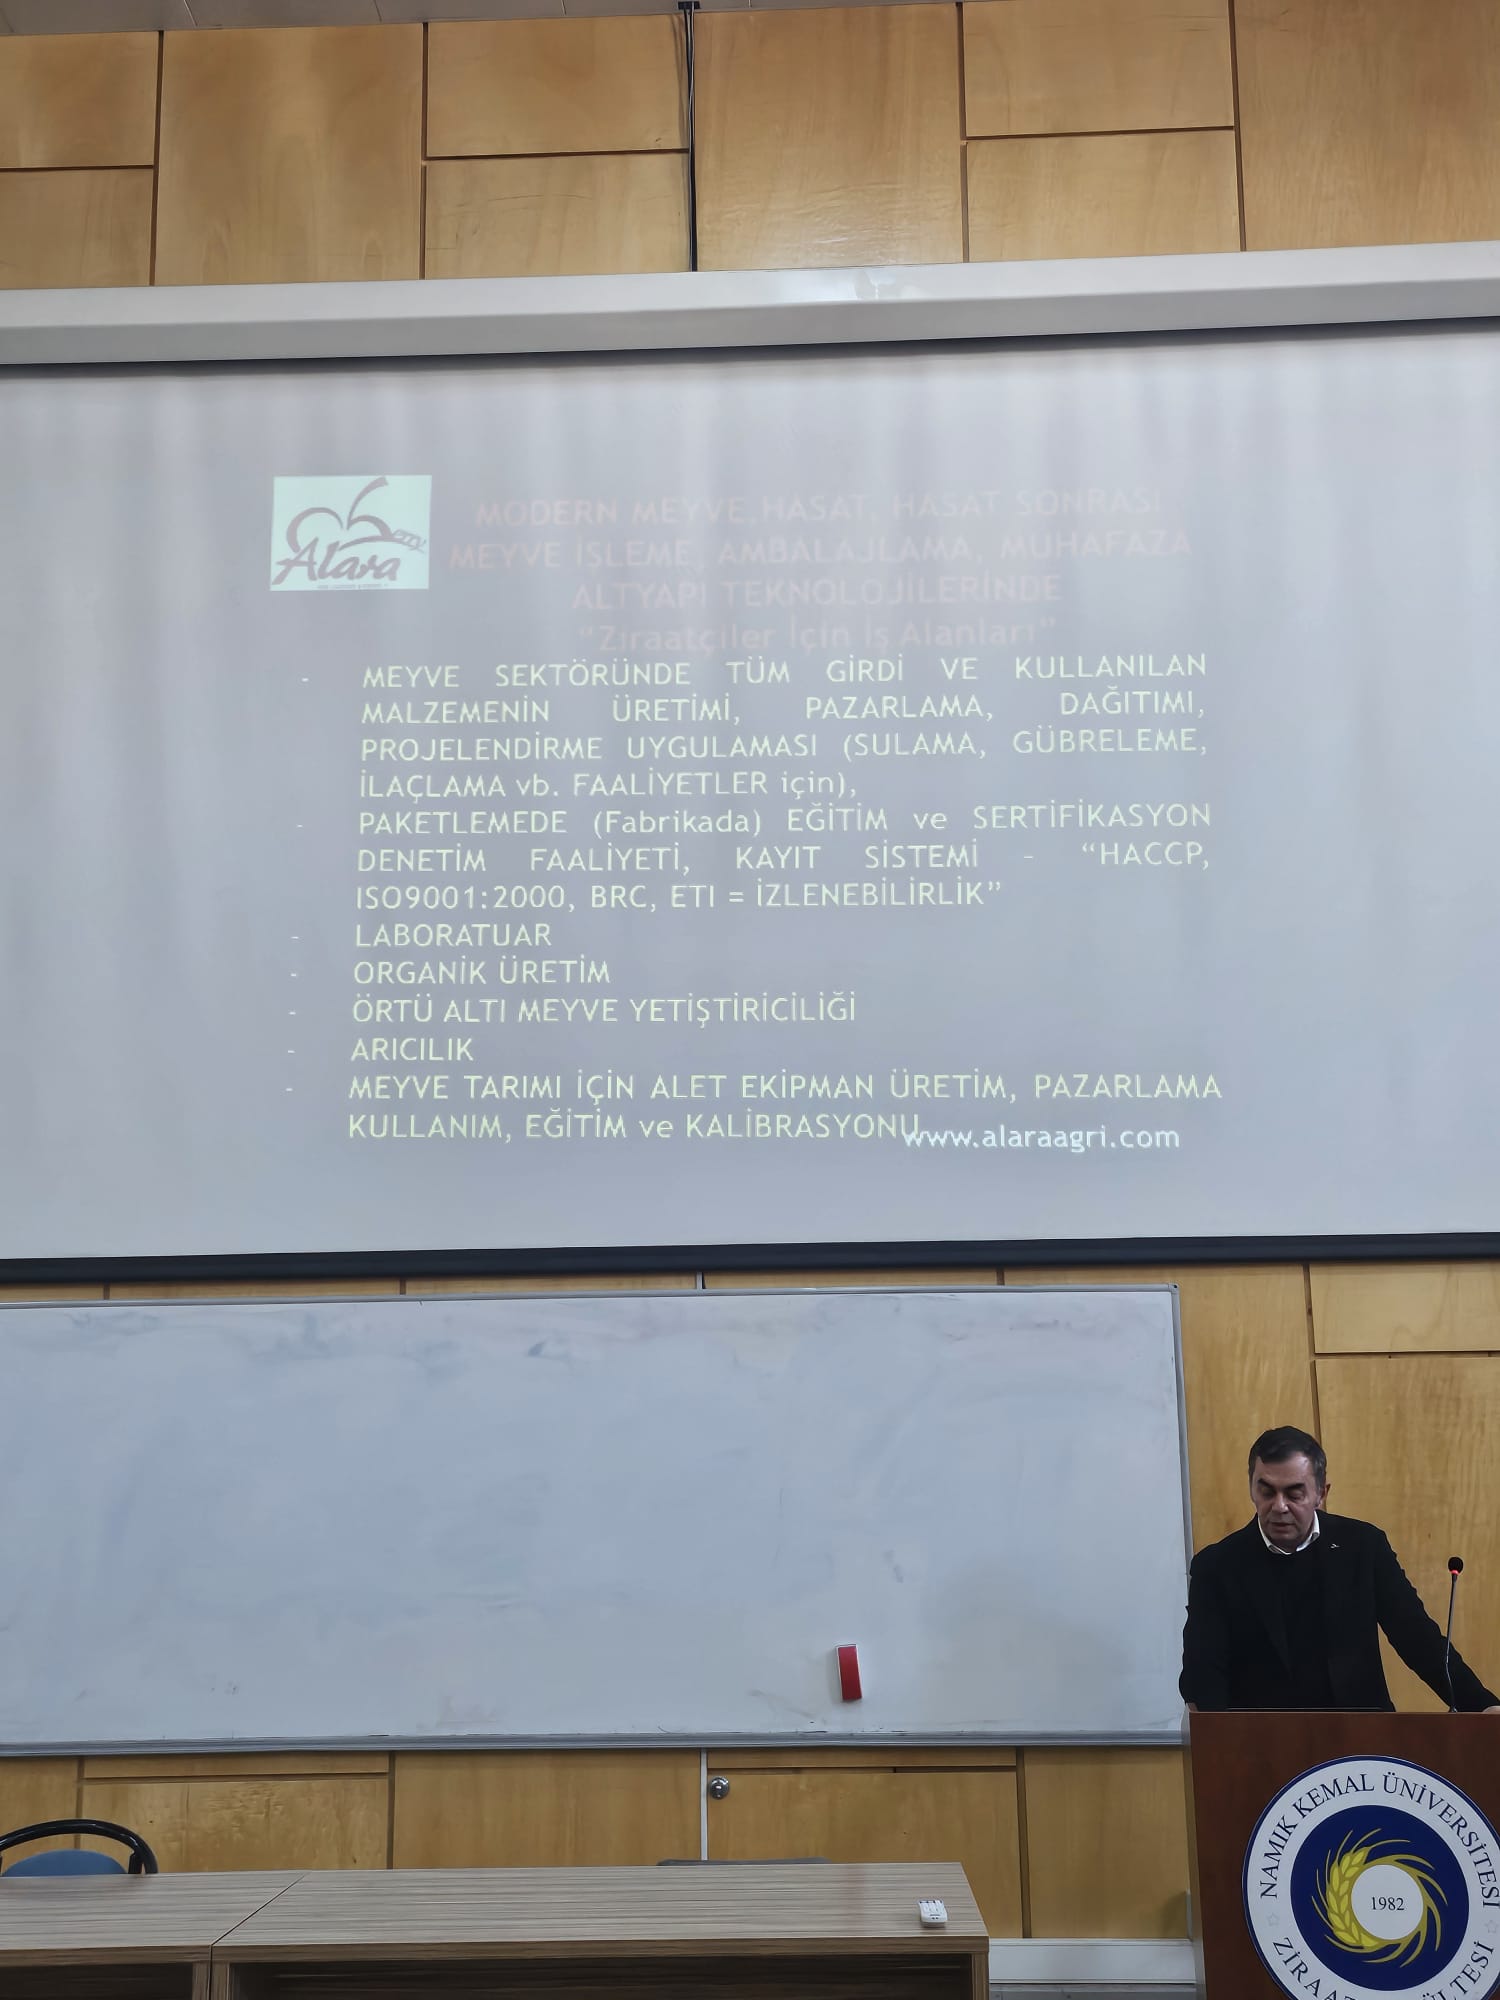 Alara
Berry
MODERN MEYVE,HASAT, HASAT SONRASI
MEYVE İŞLEME, AMBALAJLAMA, MUHAFAZA
ALTYAPI TEKNOLOJİLERİNDE
"Ziraatçiler İçin İş Alanları"
- MEYVE SEKTÖRÜNDE TÜM GİRDİ VE KULLANILAN
MALZEMENİN ÜRETİMİ, PAZARLAMA, DAĞITIMI,
PROJELENDİRME UYGULAMASI (SULAMA, GÜBRELEME,
İLAÇLAMA vb. FAALİYETLER için),
- PAKETLEMEDE (Fabrikada) EĞİTİM ve SERTİFİKASYON
DENETİM FAALİYETİ, KAYIT SİSTEMİ - “HACCP,
ISO9001:2000, BRC, ETI = İZLENEBİLİRLİK”
- LABORATUAR
- ORGANİK ÜRETİM
- ÖRTÜ ALTI MEYVE YETİŞTİRİCİLİĞİ
- ARICILIK
- MEYVE TARIMI İÇİN ALET EKİPMAN ÜRETİM, PAZARLAMA
KULLANIM, EĞİTİM ve KALİBRASYONU
www.alaraagri.com
NAMIK KEMAL ÜNİVERSİTESİ
1982